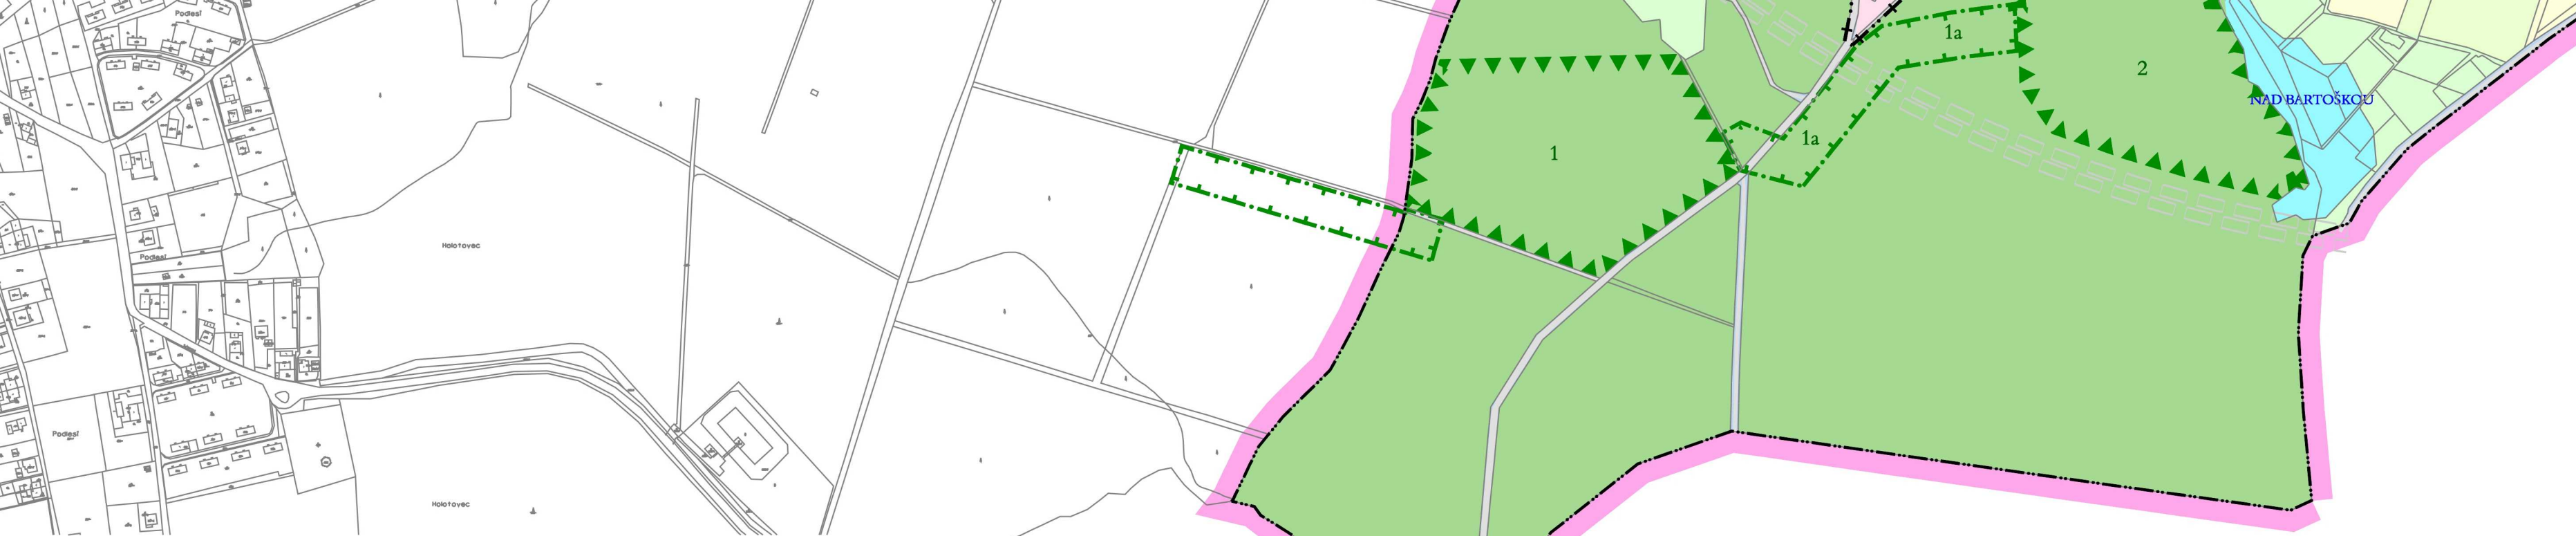 Podlesí
1a
2
NAD BARTOŠKOU
1a
1
Holotovec
Podlesí
Podlesí
Holotovec